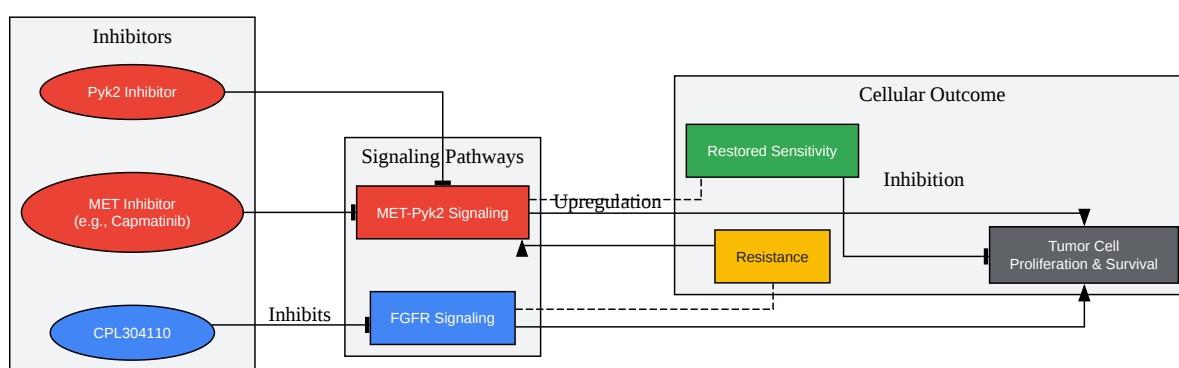 Inhibitors
Pyk2 Inhibitor
MET Inhibitor
(e.g., Capmatinib)
CPL304110
Inhibits
Signaling Pathways
MET-Pyk2 Signaling
FGFR Signaling
Upregulation
Cellular Outcome
Restored Sensitivity
Inhibition
Resistance
Tumor Cell
Proliferation & Survival